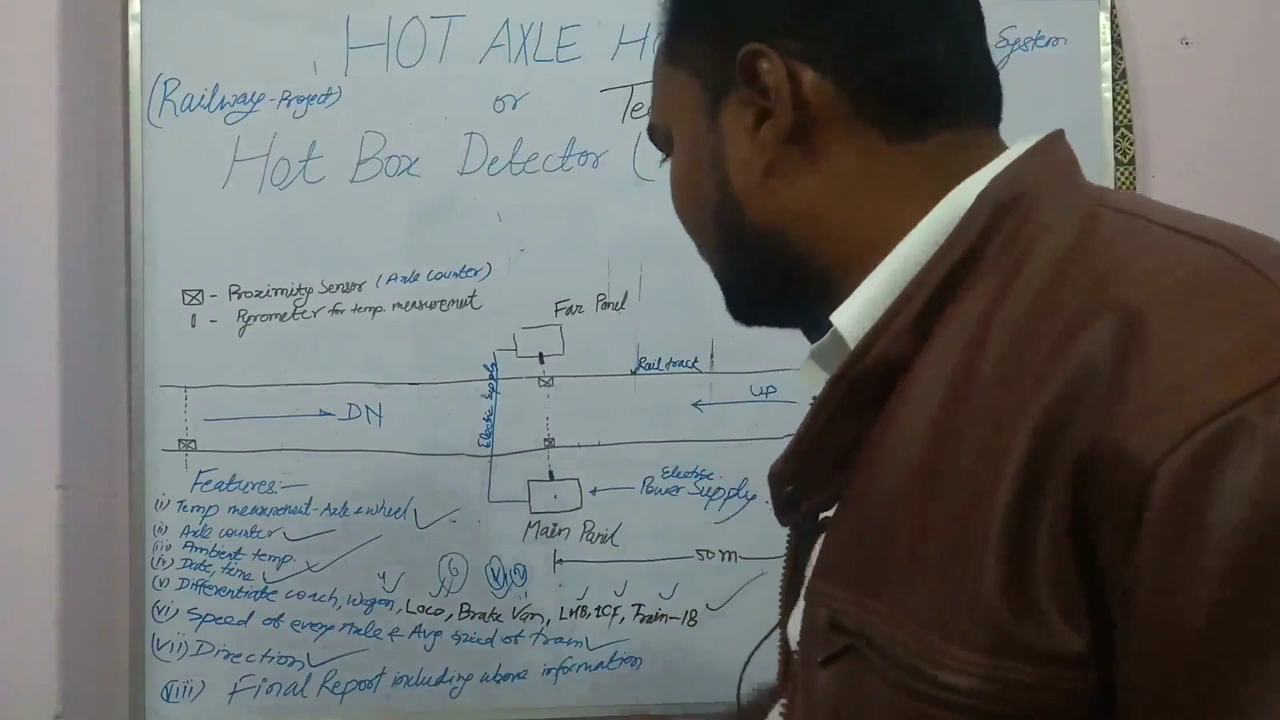 HOT AXLE
System
(Railway-Project)
or
Hot Box Detector (
- Proximity Sensor (Axle counter)
- Pyrometer for temp. measurement
Far Panel
Electric Supply
Rail track
UP
DN
Electric
Power Supply.
Main Panel
50 m
Features:-
(i) Temp measurement - Axle & wheel
(ii) Axle counter
(iii) Ambient temp.
(iv) Date, time
(v) Differentiate coach, Wagon, Loco, Brake Van, LHB, ICF, Train-18
4
6
(vi) Speed of every Axle & Avg speed of train
(vii) Direction
(viii) Final Report including above information